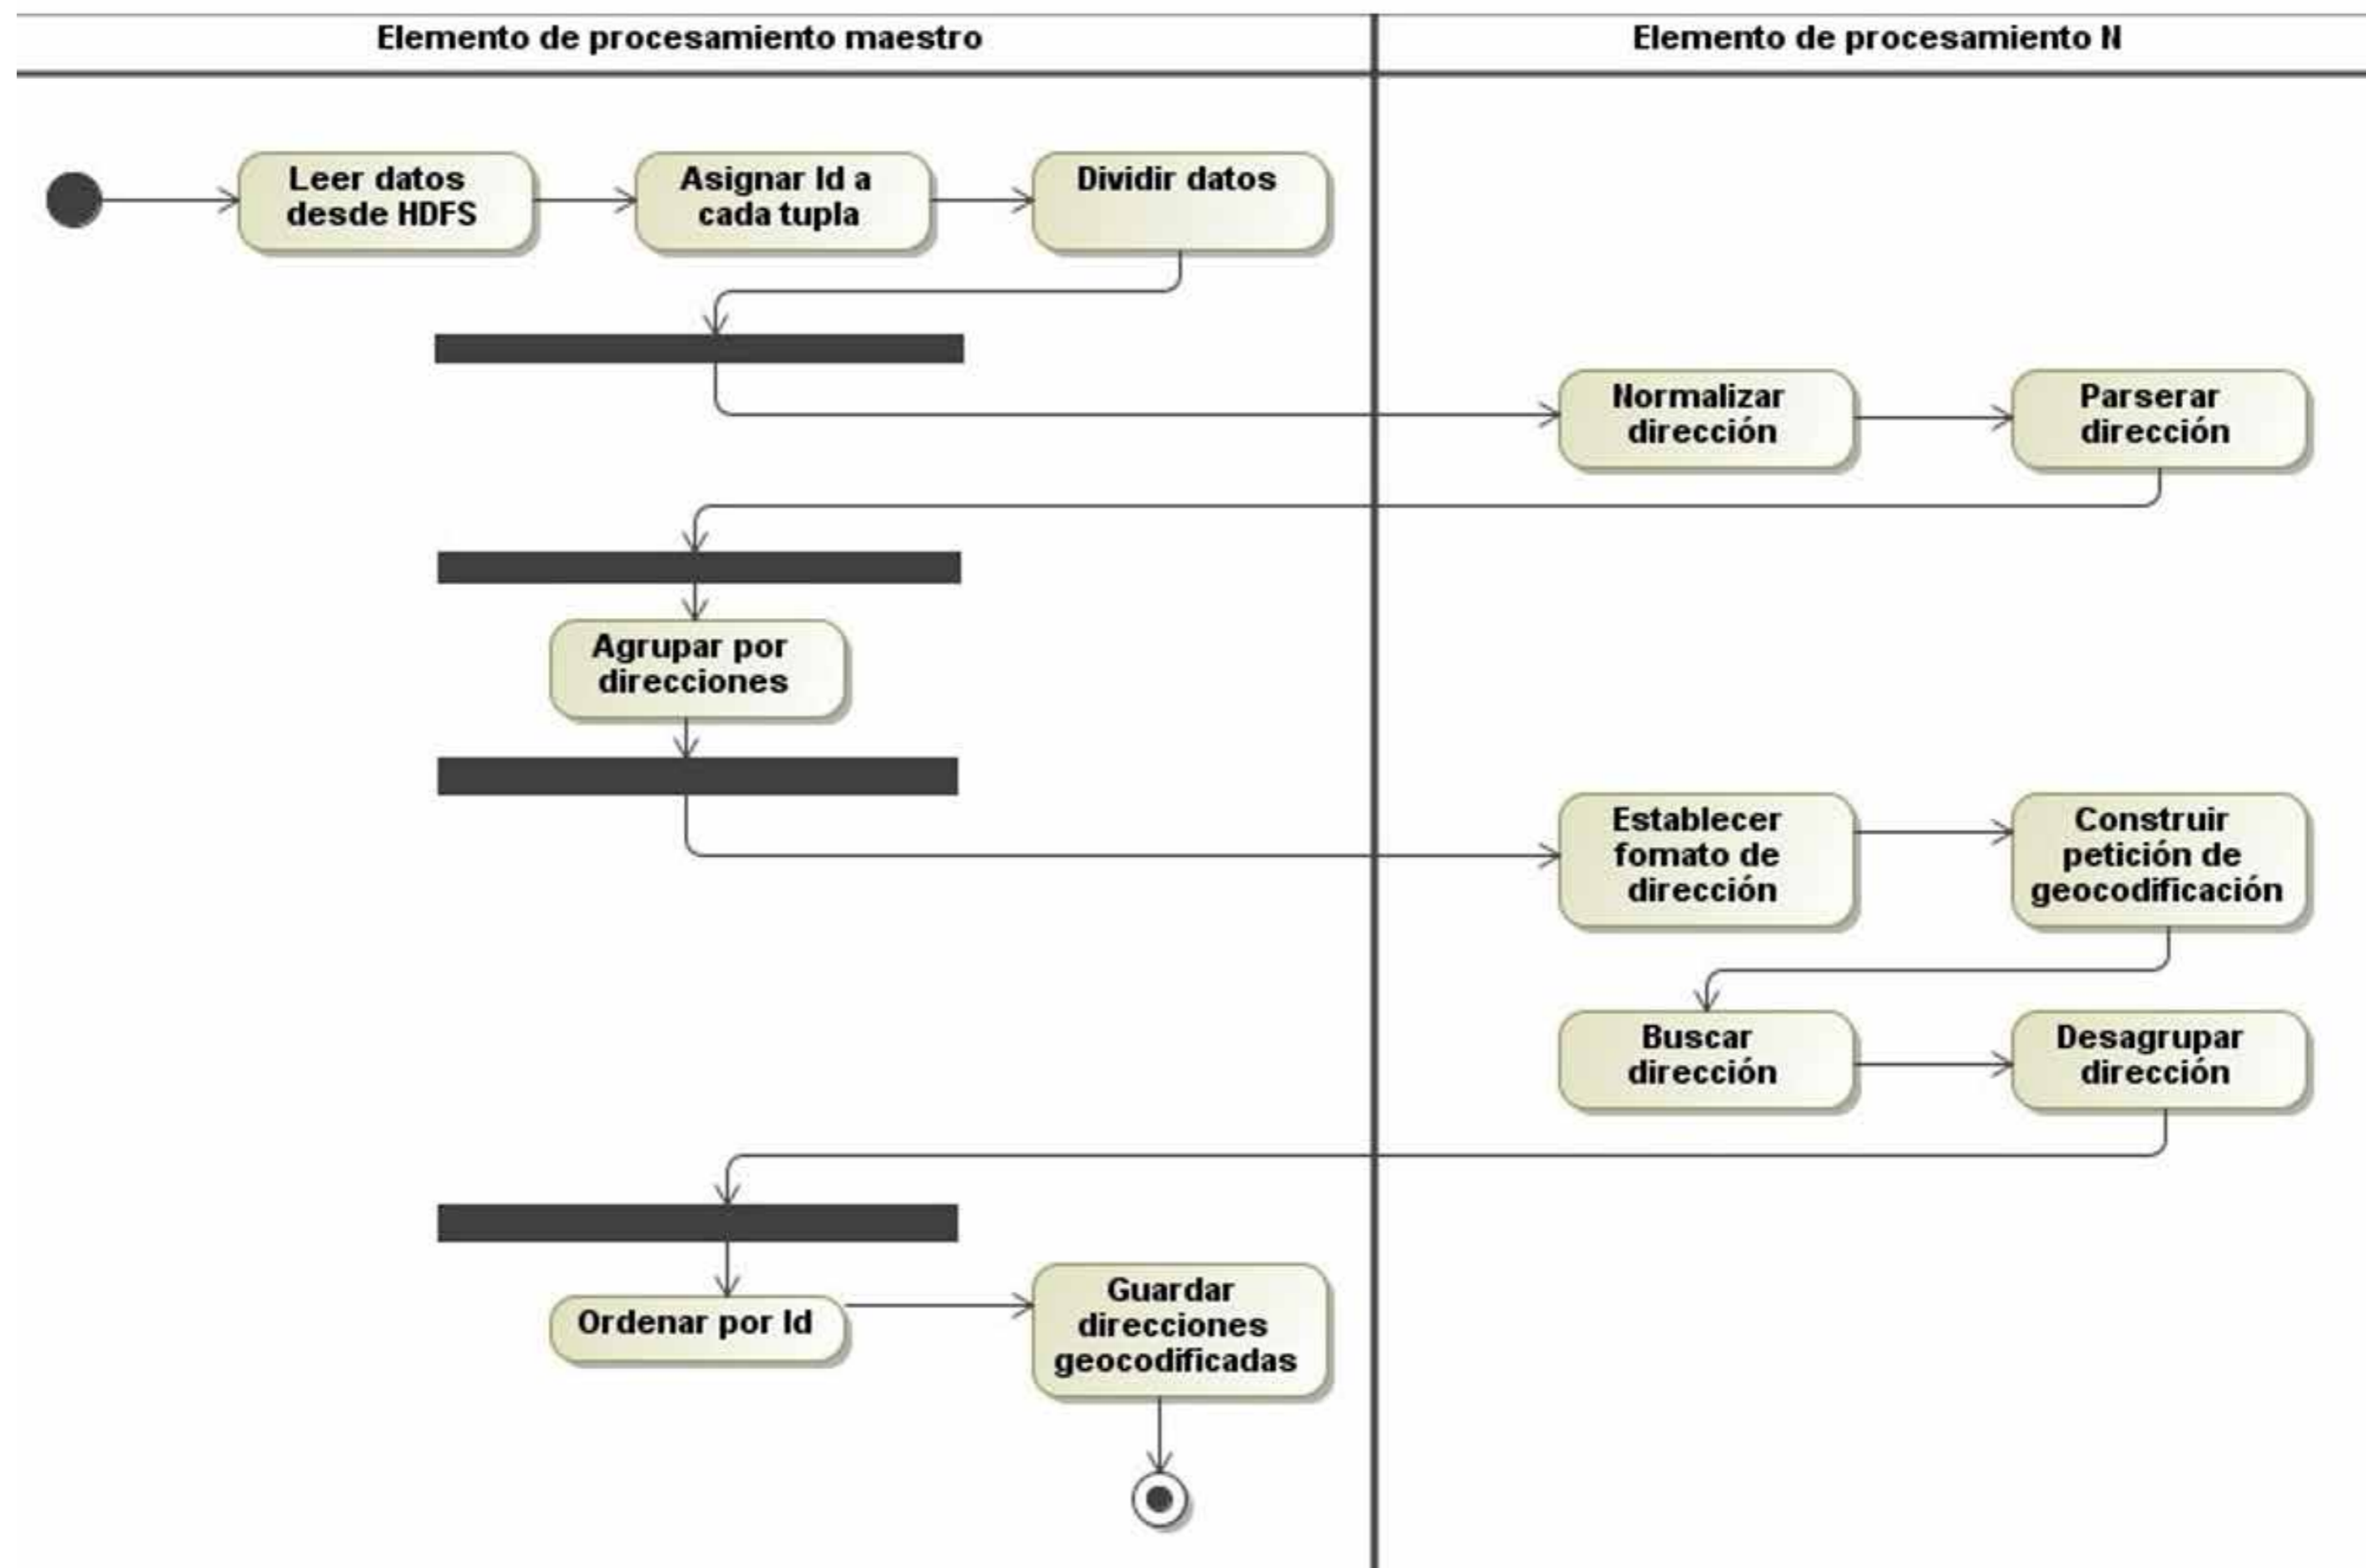 Elemento de procesamiento maestro
Elemento de procesamiento N
Leer datos
desde HDFS
Asignar Id a
cada tupla
Dividir datos
Normalizar
dirección
Parserar
dirección
Agrupar por
direcciones
Establecer
fomato de
dirección
Construir
petición de
geocodificación
Buscar
dirección
Desagrupar
dirección
Ordenar por Id
Guardar
direcciones
geocodificadas